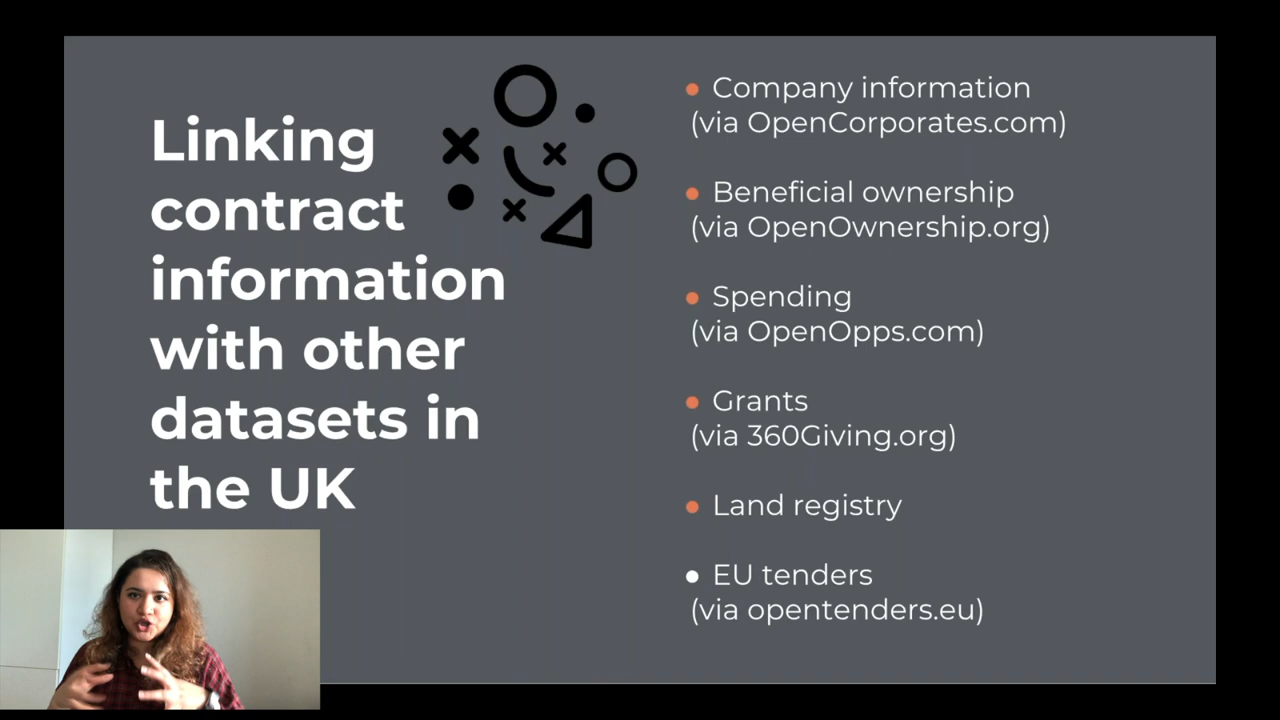 Linking
contract
information
with other
datasets in
the UK
Company information
(via OpenCorporates.com)
Beneficial ownership
(via OpenOwnership.org)
Spending
(via OpenOpps.com)
Grants
(via 360Giving.org)
Land registry
EU tenders
(via opentenders.eu)